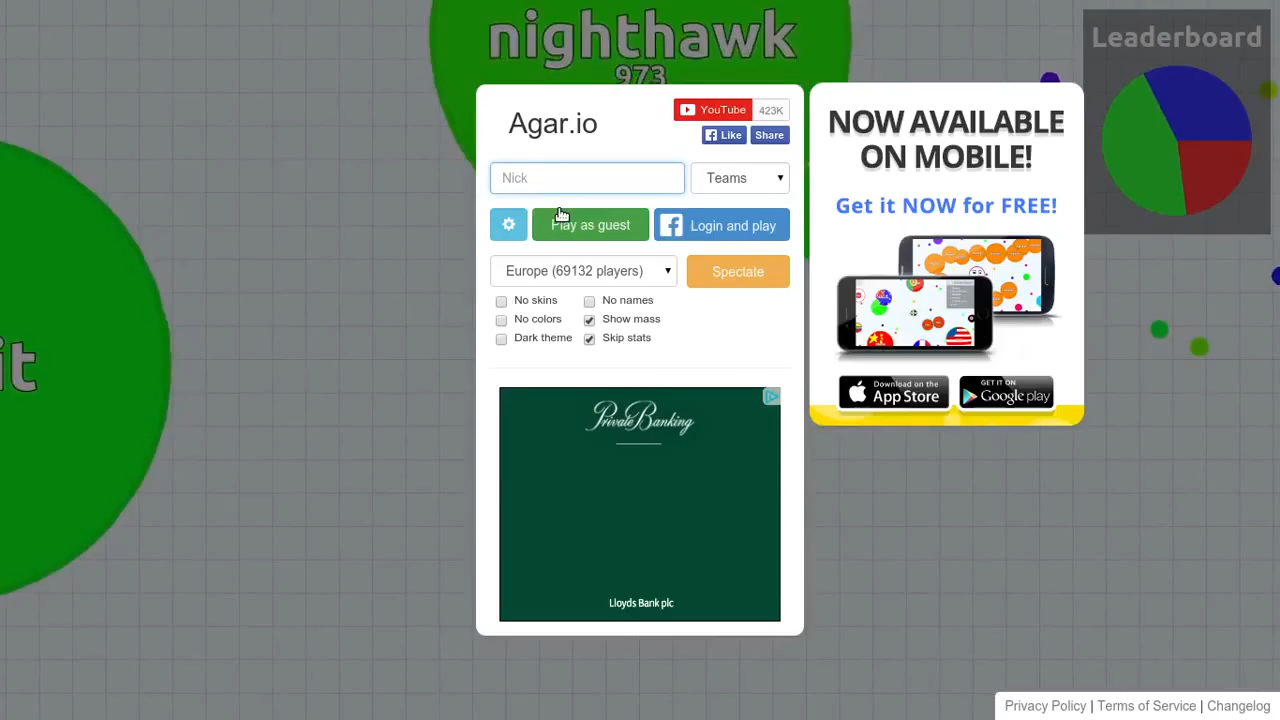 nighthawk
973
it
Leaderboard
Agar.io
YouTube 423K
Like Share
Nick
Teams
Play as guest
Login and play
Europe (69132 players)
Spectate
No skins
No names
No colors
Show mass
Dark theme
Skip stats
Private Banking
Lloyds Bank plc
NOW AVAILABLE
ON MOBILE!
Get it NOW for FREE!
Download on the
App Store
GET IT ON
Google play
Privacy Policy | Terms of Service | Changelog